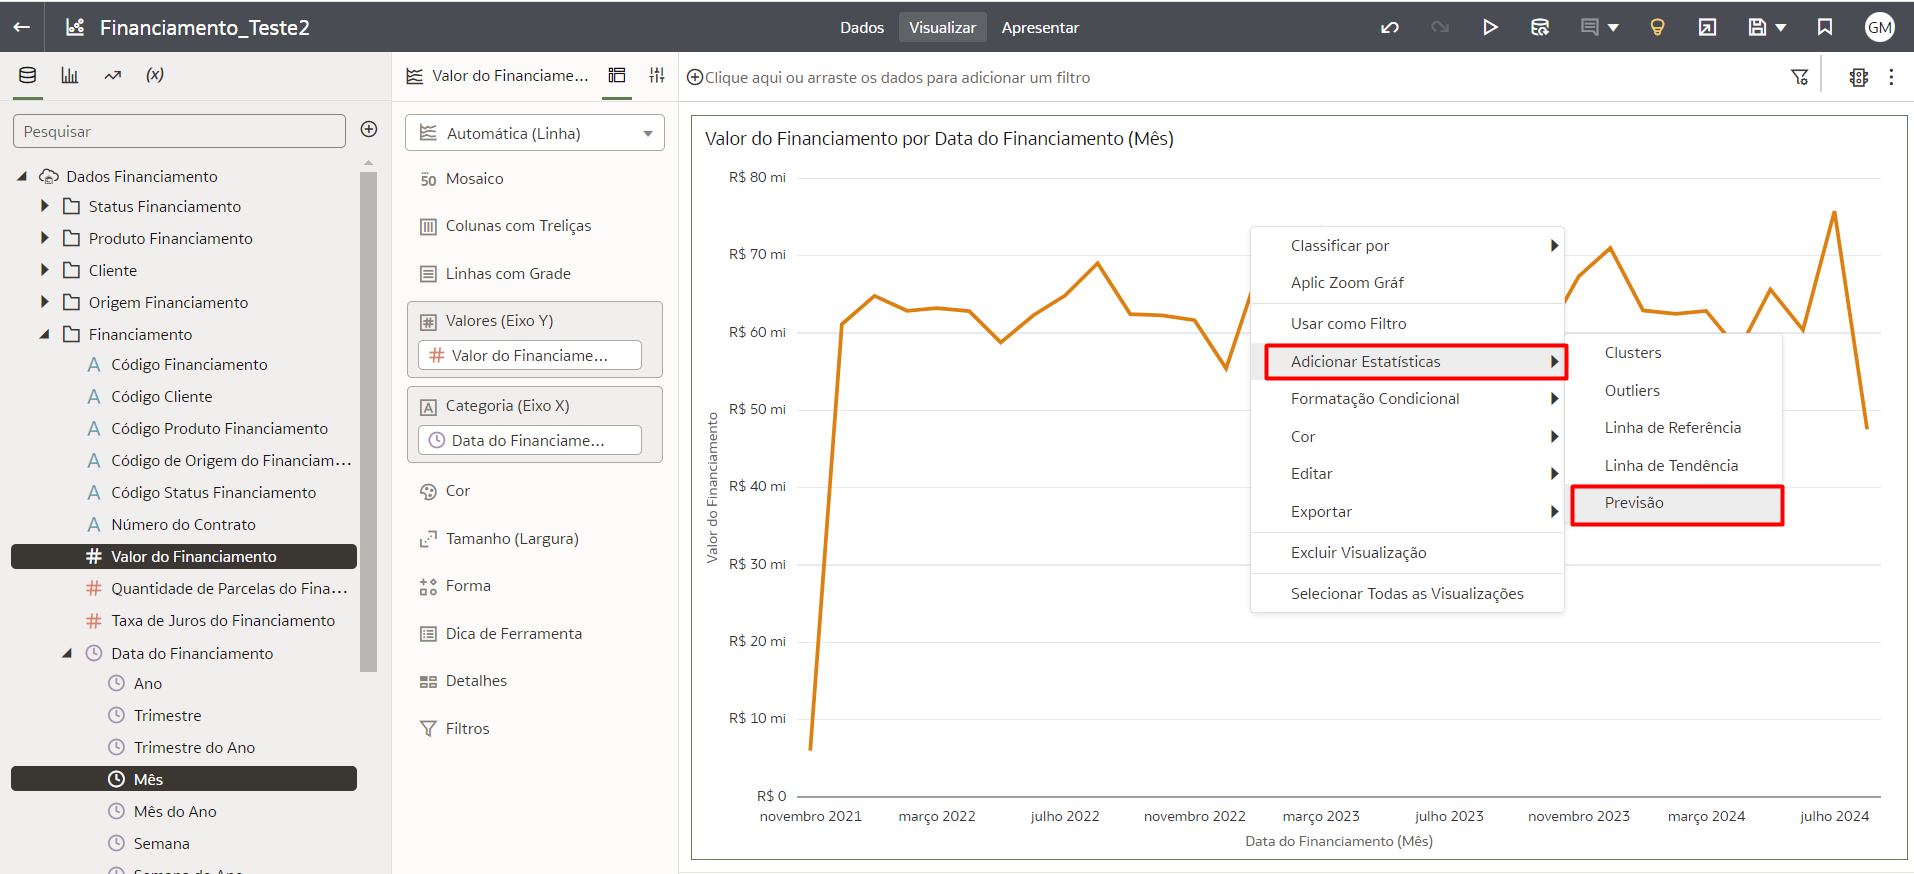 Financiamento_Teste2
Dados
Visualizar
Apresentar
GM
(x)
Valor do Financiame...
Clique aqui ou arraste os dados para adicionar um filtro
Pesquisar
Dados Financiamento
Status Financiamento
Produto Financiamento
Cliente
Origem Financiamento
Financiamento
A Código Financiamento
A Código Cliente
A Código Produto Financiamento
A Código de Origem do Financiam...
A Código Status Financiamento
A Número do Contrato
# Valor do Financiamento
# Quantidade de Parcelas do Fina...
# Taxa de Juros do Financiamento
Data do Financiamento
Ano
Trimestre
Trimestre do Ano
Mês
Mês do Ano
Semana
Semana do Ano
Automática (Linha)
50 Mosaico
Colunas com Treliças
Linhas com Grade
# Valores (Eixo Y)
# Valor do Financiame...
A Categoria (Eixo X)
Data do Financiame...
Cor
Tamanho (Largura)
Forma
Dica de Ferramenta
Detalhes
Filtros
Valor do Financiamento por Data do Financiamento (Mês)
R$ 80 mi
R$ 70 mi
R$ 60 mi
R$ 50 mi
R$ 40 mi
R$ 30 mi
R$ 20 mi
R$ 10 mi
R$ 0
Valor do Financiamento
novembro 2021
março 2022
julho 2022
novembro 2022
março 2023
julho 2023
novembro 2023
março 2024
julho 2024
Data do Financiamento (Mês)
Classificar por
Aplic Zoom Gráf
Usar como Filtro
Adicionar Estatísticas
Formatação Condicional
Cor
Editar
Exportar
Excluir Visualização
Selecionar Todas as Visualizações
Clusters
Outliers
Linha de Referência
Linha de Tendência
Previsão